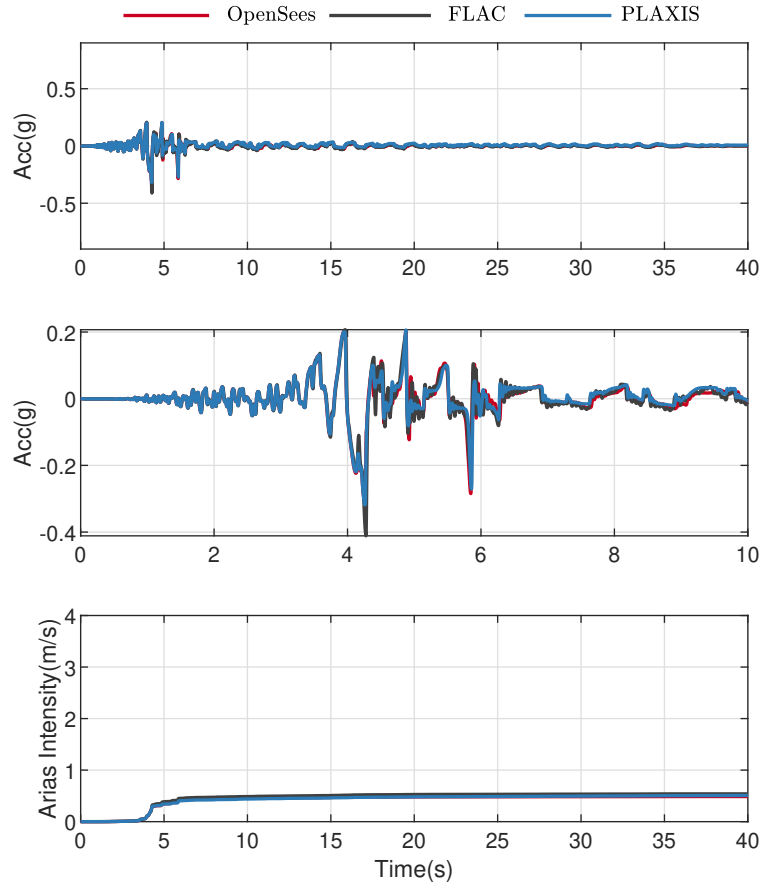 OpenSees FLAC PLAXIS
0.5
0
-0.5
Acc(g)
0 5 10 15 20 25 30 35 40
0.2
0
-0.2
-0.4
Acc(g)
0 2 4 6 8 10
4
3
2
1
0
Arias Intensity(m/s)
0 5 10 15 20 25 30 35 40
Time(s)